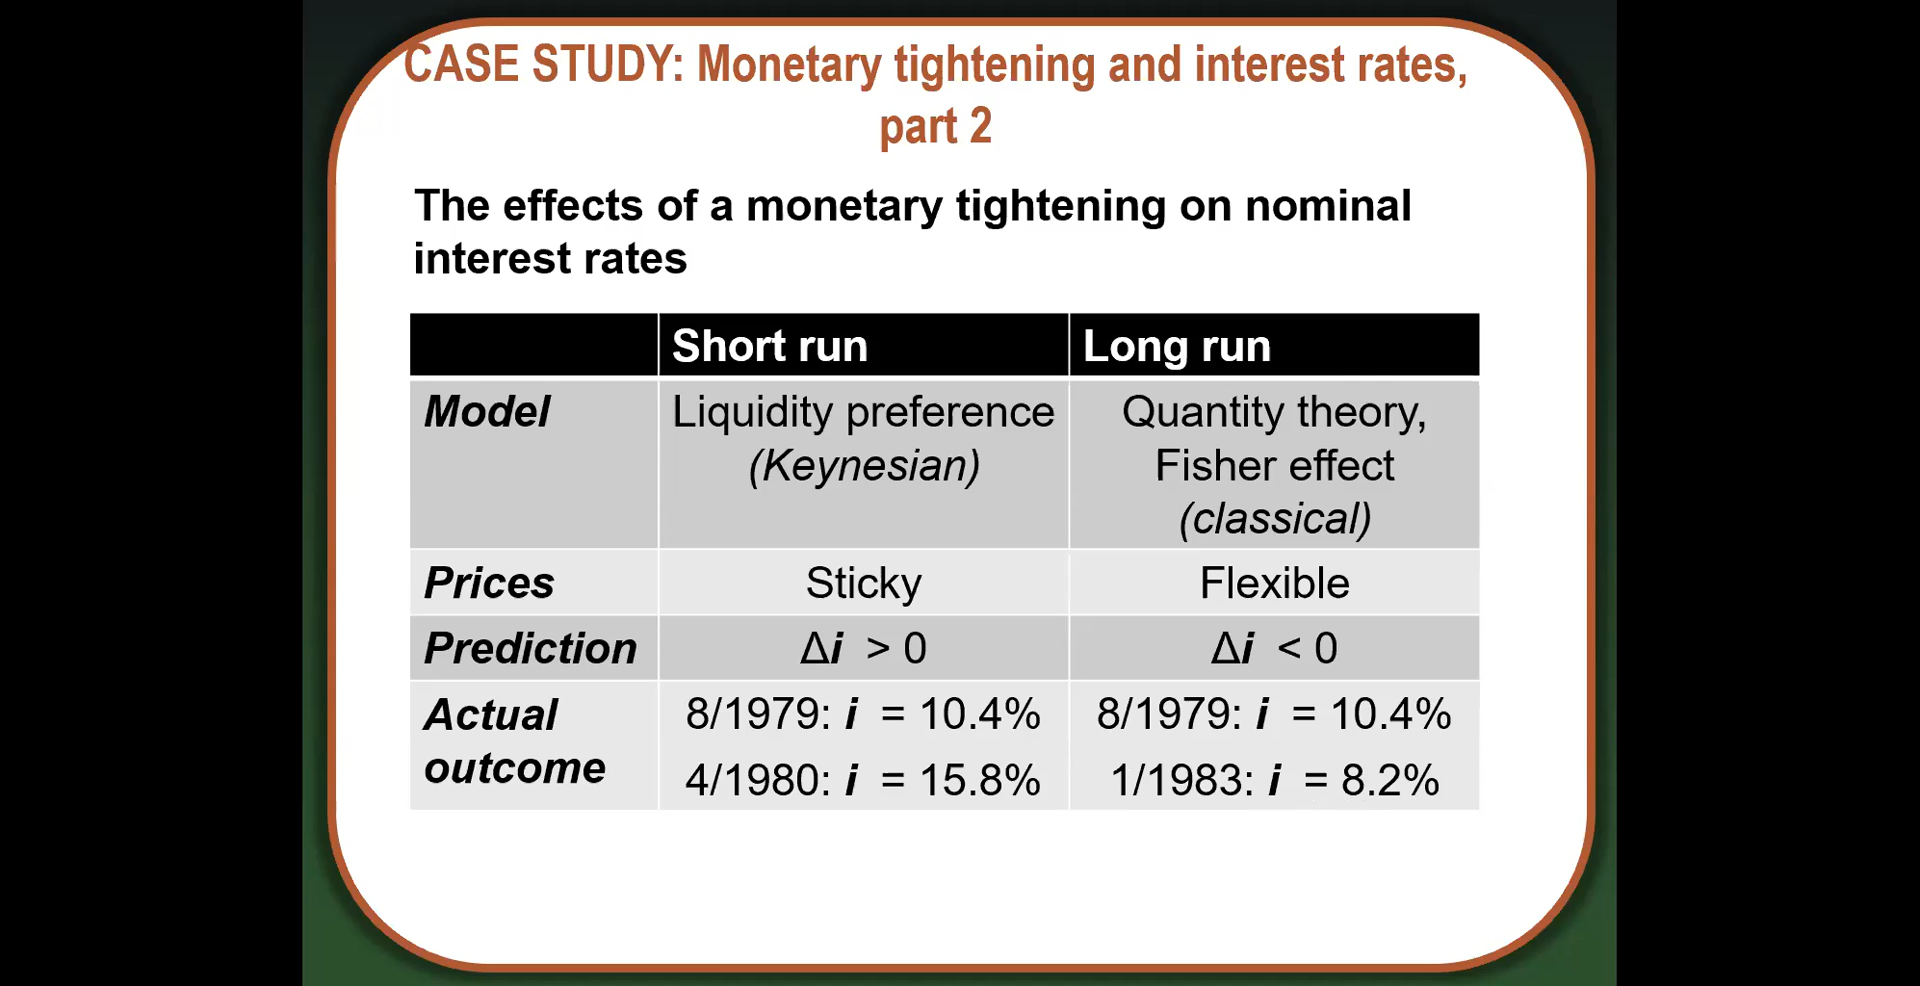 CASE STUDY: Monetary tightening and interest rates,
part 2
The effects of a monetary tightening on nominal
interest rates
Short run Long run
Model Liquidity preference Quantity theory,
(Keynesian) Fisher effect
(classical)
Prices Sticky Flexible
Prediction Δi > 0 Δi < 0
Actual 8/1979: i = 10.4% 8/1979: i = 10.4%
outcome 4/1980: i = 15.8% 1/1983: i = 8.2%